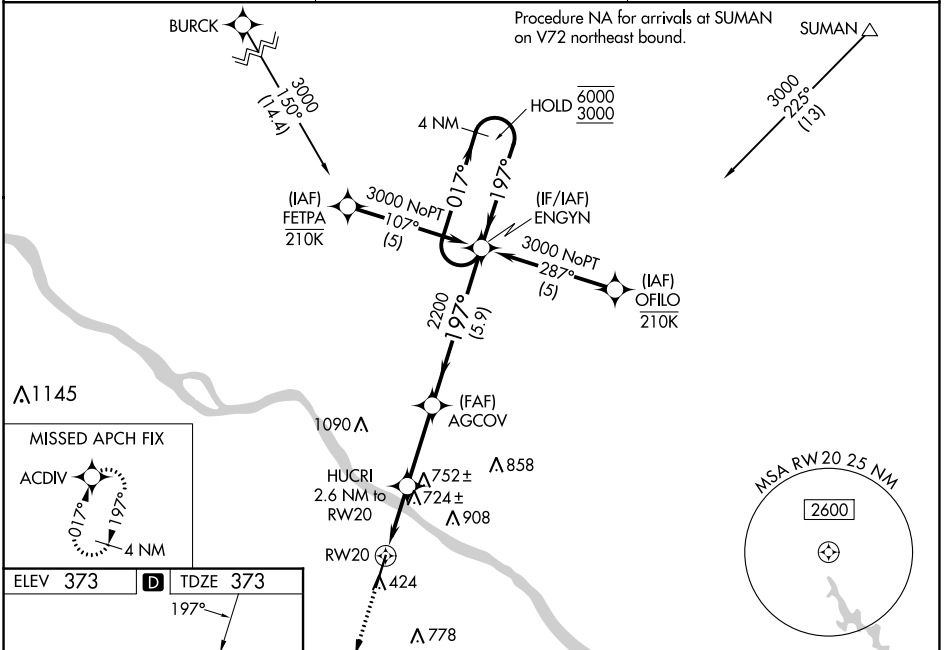 Procedure NA for arrivals at SUMAN
on V72 northeast bound.
BURCK
SUMAN
3000
150°
(14.4)
HOLD 6000
3000
4 NM
3000
225°
(13)
017°
197°
(IAF)
FETPA
210K
3000 NoPT
107°
(5)
(IF/IAF)
ENGYN
3000 NoPT
287°
(5)
(IAF)
OFILO
210K
2200
197°
(5.9)
1145
(FAF)
AGCOV
1090
MISSED APCH FIX
ACDIV
017°
197°
4 NM
858
HUCRI
2.6 NM to
RW20
752±
724±
908
MSA RW20 25 NM
2600
RW20
424
778
ELEV 373 D TDZE 373
197°